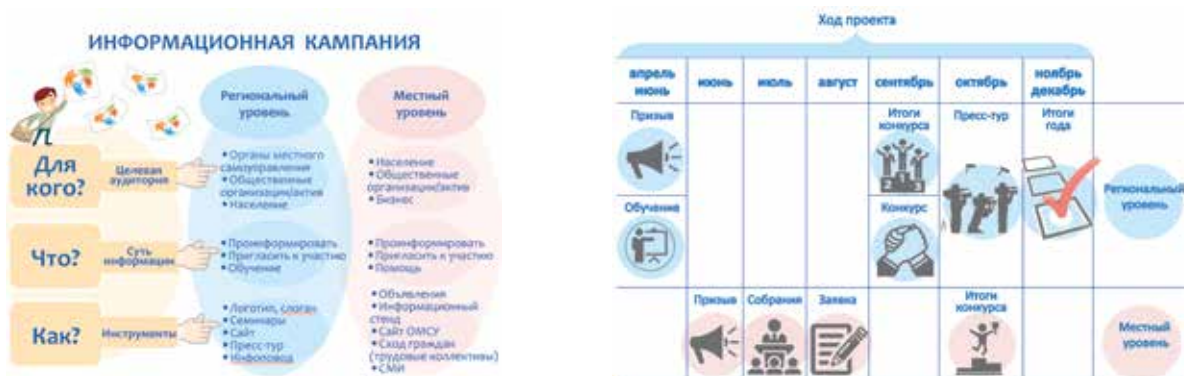 ИНФОРМАЦИОННАЯ КАМПАНИЯ
Региональный
уровень
Местный
уровень
Для
кого?
Целевая
аудитория
• Органы местного
самоуправления
• Общественные
организации/актив
• Население
• Население
• Общественные
организации/актив
• Бизнес
Что?
Суть
информации
• Проинформировать
• Пригласить к участию
• Обучение
• Проинформировать
• Пригласить к участию
• Помощь
Как?
Инструменты
• Логотип, слоган
• Семинары
• Сайт
• Пресс-тур
• Инфоповод
• Объявления
• Информационный
стенд
• Сайт ОМСУ
• Сход граждан
(трудовые коллективы)
• СМИ
Ход проекта
апрель
июнь
июнь
июль
август
сентябрь
октябрь
ноябрь
декабрь
Призыв
Итоги
конкурса
Пресс-тур
Итоги
года
Обучение
Конкурс
Региональный
уровень
Призыв
Собрания
Заявка
Итоги
конкурса
Местный
уровень